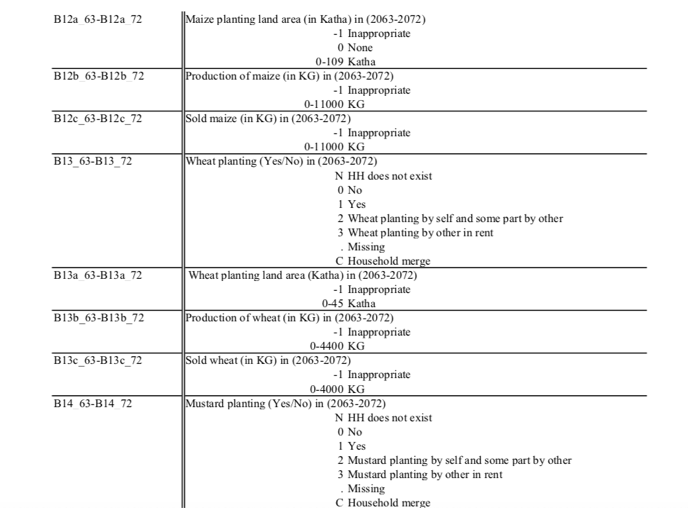 B12a_63-B12a_72 Maize planting land area (in Katha) in (2063-2072)
-1 Inappropriate
0 None
0-109 Katha
B12b_63-B12b_72 Production of maize (in KG) in (2063-2072)
-1 Inappropriate
0-11000 KG
B12c_63-B12c_72 Sold maize (in KG) in (2063-2072)
-1 Inappropriate
0-11000 KG
B13_63-B13_72 Wheat planting (Yes/No) in (2063-2072)
N HH does not exist
0 No
1 Yes
2 Wheat planting by self and some part by other
3 Wheat planting by other in rent
. Missing
C Household merge
B13a_63-B13a_72 Wheat planting land area (Katha) in (2063-2072)
-1 Inappropriate
0-45 Katha
B13b_63-B13b_72 Production of wheat (in KG) in (2063-2072)
-1 Inappropriate
0-4400 KG
B13c_63-B13c_72 Sold wheat (in KG) in (2063-2072)
-1 Inappropriate
0-4000 KG
B14_63-B14_72 Mustard planting (Yes/No) in (2063-2072)
N HH does not exist
0 No
1 Yes
2 Mustard planting by self and some part by other
3 Mustard planting by other in rent
. Missing
C Household merge